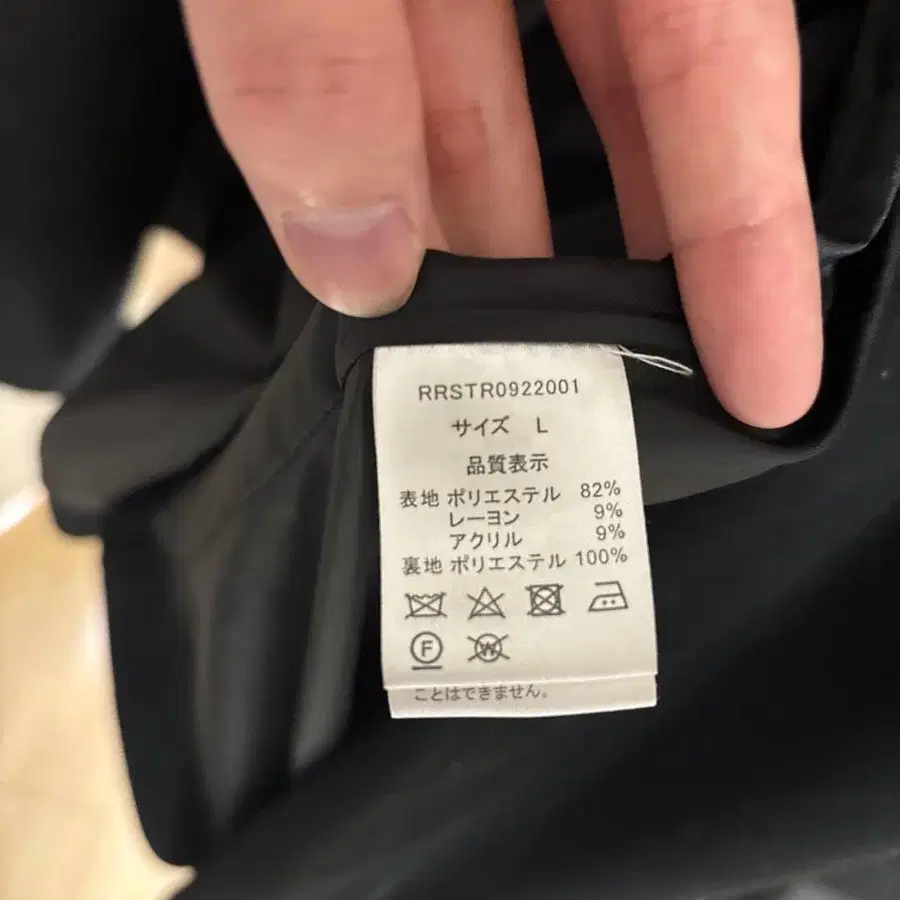 RRSTR0922001
サイズ L
品質表示
表地 ポリエステル 82%
レーヨン 9%
アクリル 9%
裏地 ポリエステル 100%
F W
ことはできません。